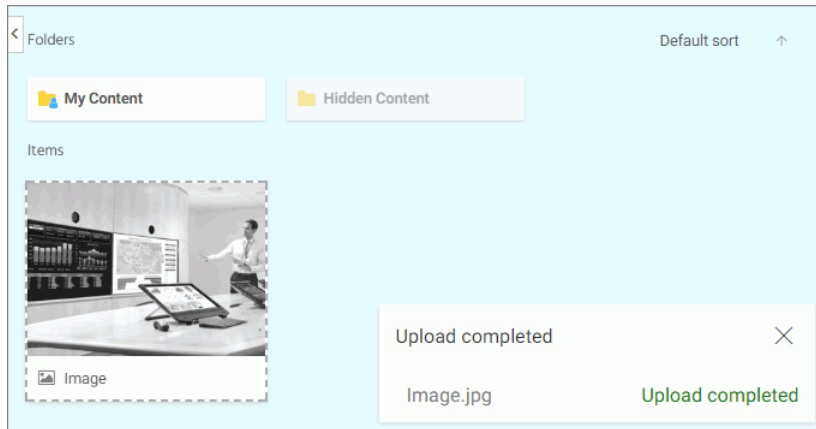 Folders
Default sort
My Content
Hidden Content
Items
Image
Upload completed
Image.jpg
Upload completed